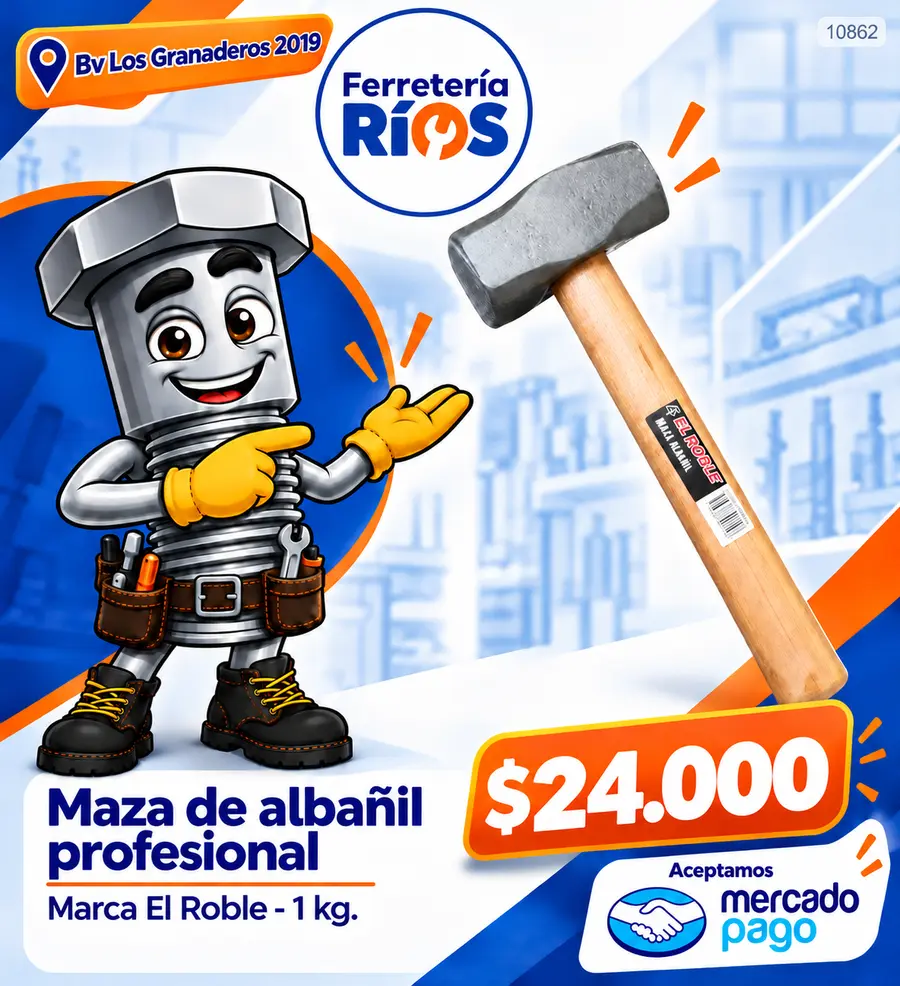 Bv Los Granaderos 2019
Ferretería
RÍOS
10862
EL ROBLE
MAZA ALBAÑIL
$24.000
Maza de albañil
profesional
Marca El Roble - 1 kg.
Aceptamos
mercado
pago